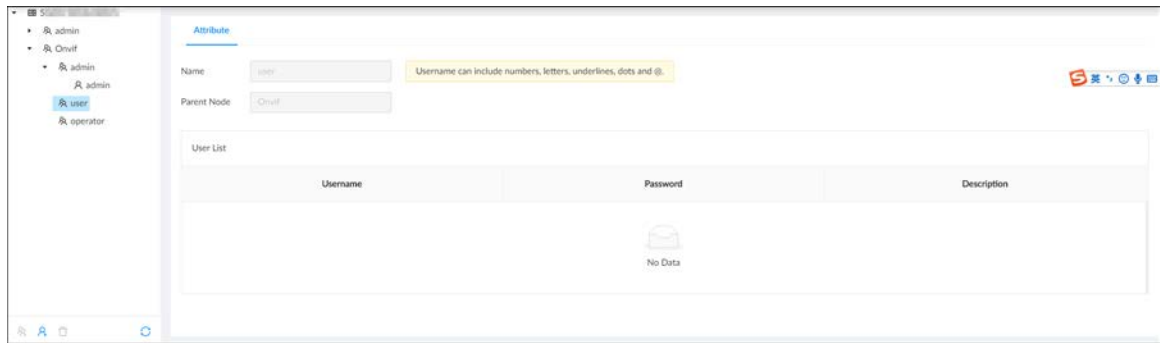 admin
Onvif
admin
admin
user
operator
Attribute
Name
user
Username can include numbers, letters, underlines, dots and @.
Parent Node
Onvif
User List
Username Password Description
No Data
英